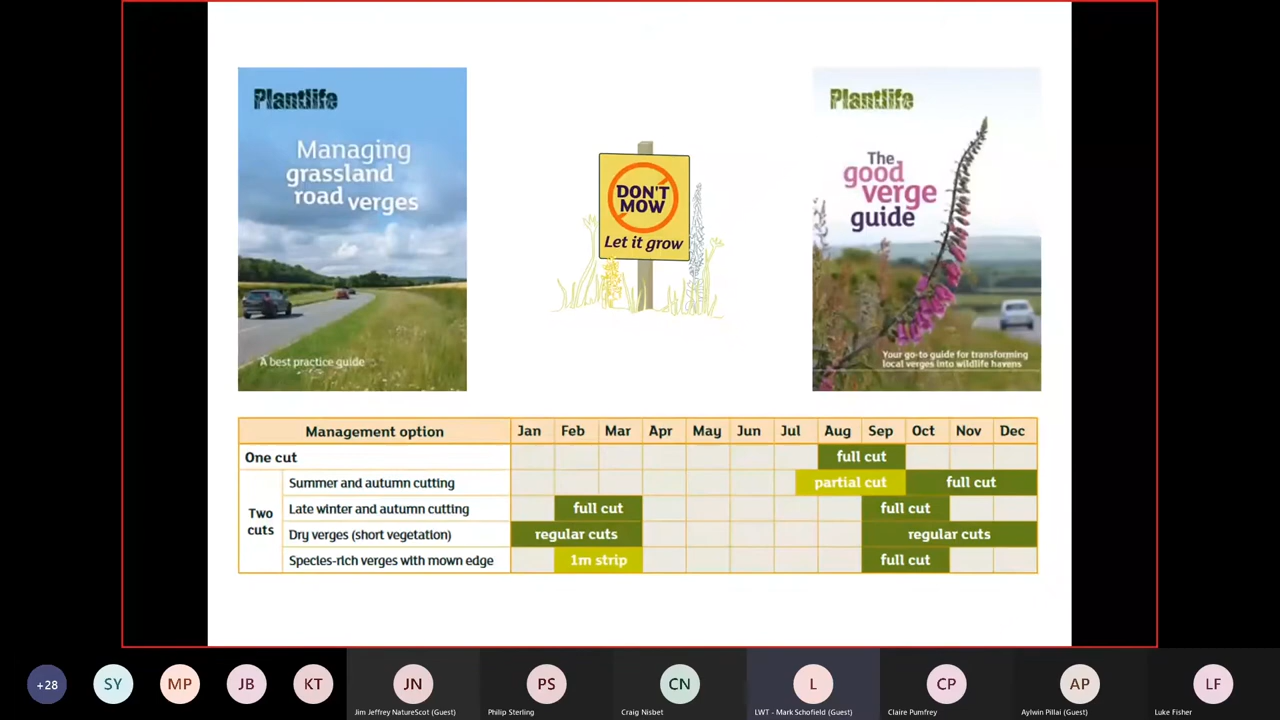 Plantlife
Managing
grassland
road verges
A best practice guide
DON'T
MOW
Let it grow
Plantlife
The
good
verge
guide
Your go-to guide for transforming
local verges into wildlife havens
Management option Jan Feb Mar Apr May Jun Jul Aug Sep Oct Nov Dec
One cut full cut
Two cuts
Summer and autumn cutting partial cut full cut
Late winter and autumn cutting full cut full cut
Dry verges (short vegetation) regular cuts regular cuts
Species-rich verges with mown edge 1m strip full cut
+28 SY MP JB KT JN PS CN L CP AP LF
Jim Jeffrey NatureScot (Guest) Philip Sterling Craig Nisbet LWT - Mark Schofield (Guest) Claire Pumfrey Aylwin Pillai (Guest) Luke Fisher